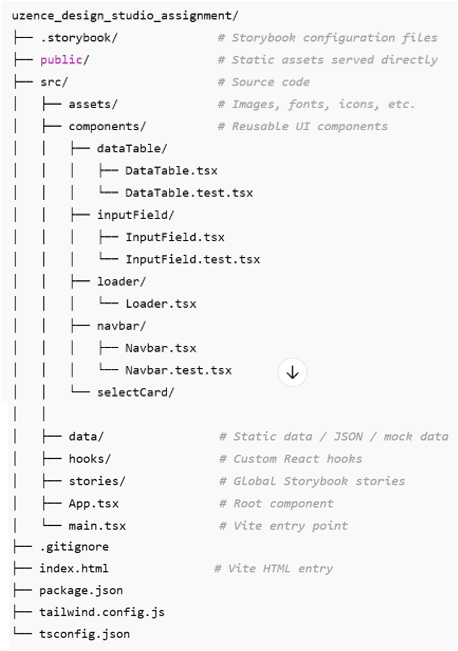 uzence_design_studio_assignment/
├── .storybook/ # Storybook configuration files
├── public/ # Static assets served directly
├── src/ # Source code
│ ├── assets/ # Images, fonts, icons, etc.
│ ├── components/ # Reusable UI components
│ │ ├── dataTable/
│ │ │ ├── DataTable.tsx
│ │ │ └── DataTable.test.tsx
│ │ ├── inputField/
│ │ │ ├── InputField.tsx
│ │ │ └── InputField.test.tsx
│ │ ├── loader/
│ │ │ └── Loader.tsx
│ │ ├── navbar/
│ │ │ ├── Navbar.tsx
│ │ │ └── Navbar.test.tsx
│ │ └── selectCard/
│ │
│ ├── data/ # Static data / JSON / mock data
│ ├── hooks/ # Custom React hooks
│ ├── stories/ # Global Storybook stories
│ ├── App.tsx # Root component
│ └── main.tsx # Vite entry point
├── .gitignore
├── index.html # Vite HTML entry
├── package.json
├── tailwind.config.js
└── tsconfig.json